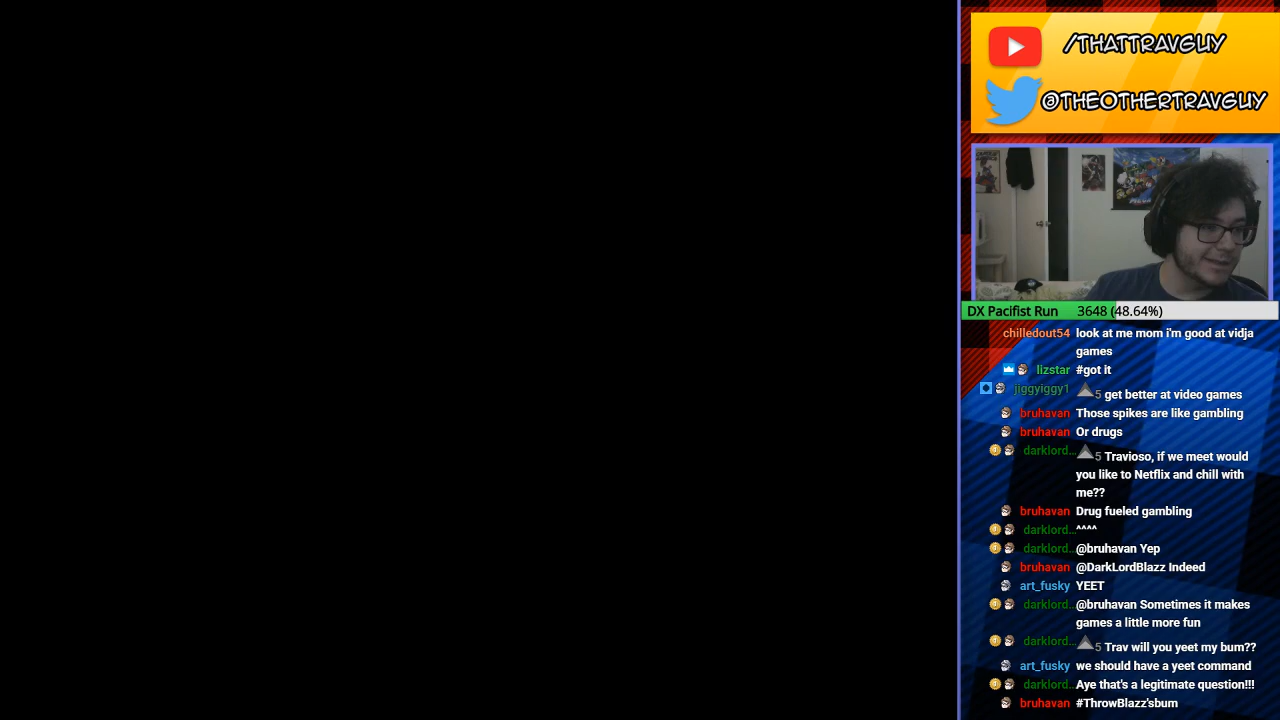 /THATTRAVGUY
@THEOTHERTRAVGUY
DX Pacifist Run 3648 (48.64%)
chilledout54 look at me mom i'm good at vidja
games
lizstar #got it
jiggyiggy1 5 get better at video games
bruhavan Those spikes are like gambling
bruhavan Or drugs
darklord... 5 Travioso, if we meet would
you like to Netflix and chill with
me??
bruhavan Drug fueled gambling
darklord... ^^^^
darklord... @bruhavan Yep
bruhavan @DarkLordBlazz Indeed
art_fusky YEET
darklord... @bruhavan Sometimes it makes
games a little more fun
darklord... 5 Trav will you yeet my bum??
art_fusky we should have a yeet command
darklord... Aye that's a legitimate question!!!
bruhavan #ThrowBlazz'sbum